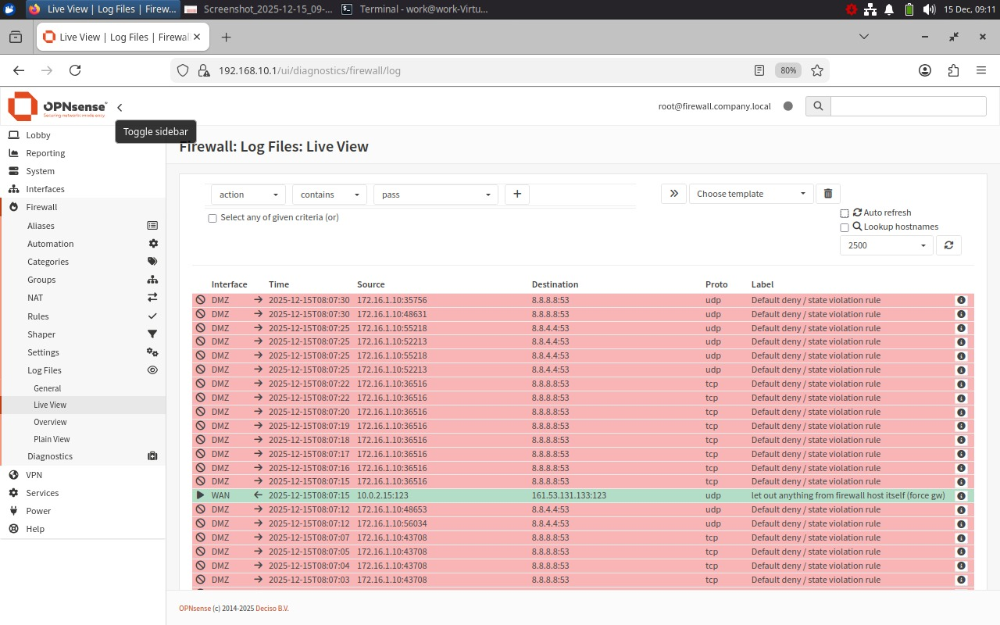 Live View | Log Files | Firew...
Screenshot_2025-12-15_09-...
Terminal - work@work-Virtu...
15 Dec, 09:11
Live View | Log Files | Firewal
192.168.10.1/ui/diagnostics/firewall/log
80%
OPNsense
Securing networks made easy
root@firewall.company.local
Toggle sidebar
Lobby
Reporting
System
Interfaces
Firewall
Aliases
Automation
Categories
Groups
NAT
Rules
Shaper
Settings
Log Files
General
Live View
Overview
Plain View
Diagnostics
VPN
Services
Power
Help
Firewall: Log Files: Live View
action contains pass
Choose template
Select any of given criteria (or)
Auto refresh
Lookup hostnames
2500
Interface Time Source Destination Proto Label
DMZ 2025-12-15T08:07:30 172.16.1.10:35756 8.8.8.8:53 udp Default deny / state violation rule
DMZ 2025-12-15T08:07:30 172.16.1.10:48631 8.8.8.8:53 udp Default deny / state violation rule
DMZ 2025-12-15T08:07:25 172.16.1.10:55218 8.8.4.4:53 udp Default deny / state violation rule
DMZ 2025-12-15T08:07:25 172.16.1.10:52213 8.8.4.4:53 udp Default deny / state violation rule
DMZ 2025-12-15T08:07:25 172.16.1.10:55218 8.8.4.4:53 udp Default deny / state violation rule
DMZ 2025-12-15T08:07:25 172.16.1.10:52213 8.8.4.4:53 udp Default deny / state violation rule
DMZ 2025-12-15T08:07:22 172.16.1.10:36516 8.8.8.8:53 tcp Default deny / state violation rule
DMZ 2025-12-15T08:07:22 172.16.1.10:36516 8.8.8.8:53 tcp Default deny / state violation rule
DMZ 2025-12-15T08:07:20 172.16.1.10:36516 8.8.8.8:53 tcp Default deny / state violation rule
DMZ 2025-12-15T08:07:19 172.16.1.10:36516 8.8.8.8:53 tcp Default deny / state violation rule
DMZ 2025-12-15T08:07:18 172.16.1.10:36516 8.8.8.8:53 tcp Default deny / state violation rule
DMZ 2025-12-15T08:07:17 172.16.1.10:36516 8.8.8.8:53 tcp Default deny / state violation rule
DMZ 2025-12-15T08:07:16 172.16.1.10:36516 8.8.8.8:53 tcp Default deny / state violation rule
DMZ 2025-12-15T08:07:15 172.16.1.10:36516 8.8.8.8:53 tcp Default deny / state violation rule
WAN 2025-12-15T08:07:15 10.0.2.15:123 161.53.131.133:123 udp let out anything from firewall host itself (force gw)
DMZ 2025-12-15T08:07:12 172.16.1.10:48653 8.8.4.4:53 udp Default deny / state violation rule
DMZ 2025-12-15T08:07:12 172.16.1.10:56034 8.8.4.4:53 udp Default deny / state violation rule
DMZ 2025-12-15T08:07:07 172.16.1.10:43708 8.8.8.8:53 tcp Default deny / state violation rule
DMZ 2025-12-15T08:07:05 172.16.1.10:43708 8.8.8.8:53 tcp Default deny / state violation rule
DMZ 2025-12-15T08:07:04 172.16.1.10:43708 8.8.8.8:53 tcp Default deny / state violation rule
DMZ 2025-12-15T08:07:03 172.16.1.10:43708 8.8.8.8:53 tcp Default deny / state violation rule
OPNsense (c) 2014-2025 Deciso B.V.